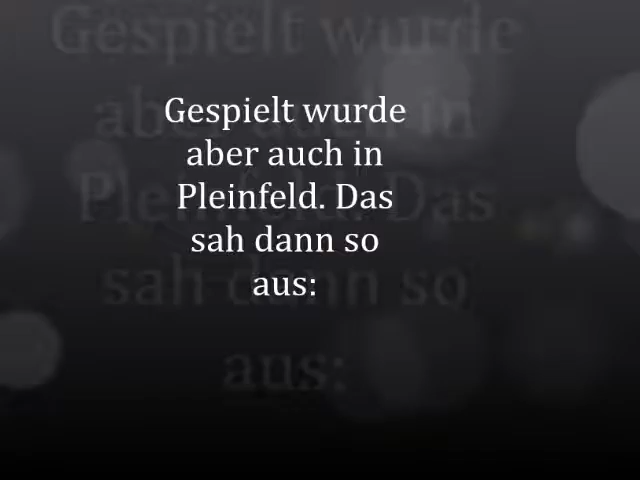 Gespielt wurde
aber auch in
Pleinfeld. Das
sah dann so
aus: